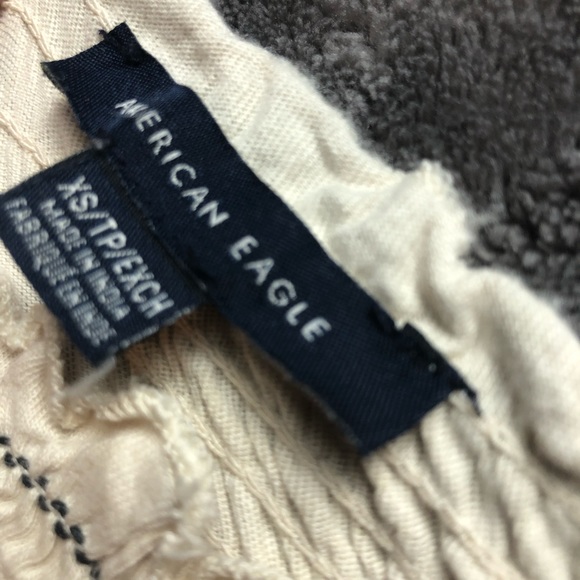 AMERICAN EAGLE
XS/TP/EXCH
MADE IN INDIA
FABRIQUÉ EN INDE